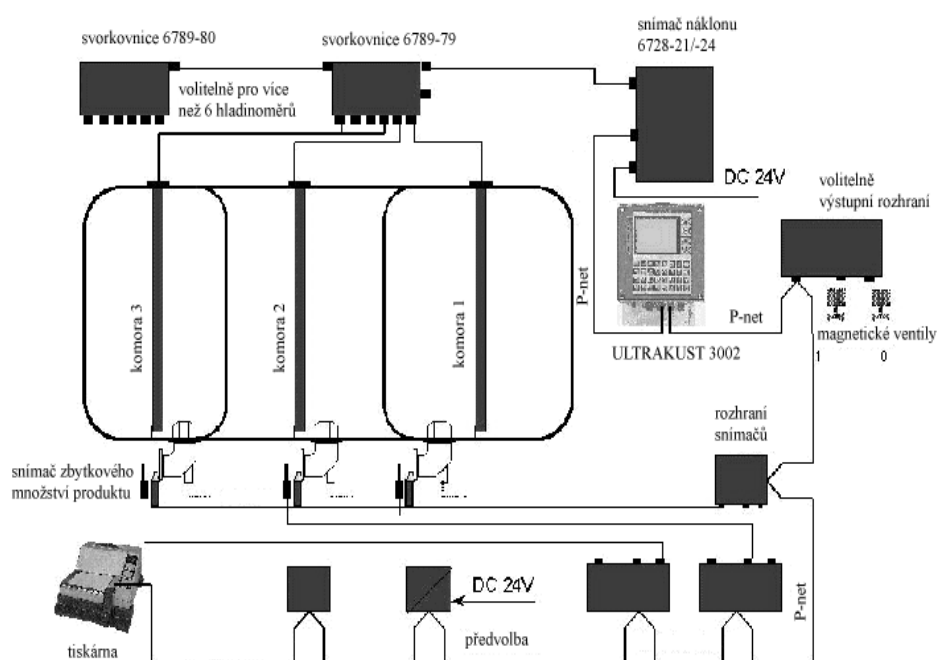 svorkovnice 6789-80
svorkovnice 6789-79
snímač náklonu
6728-21/-24
volitelně pro více
než 6 hladinoměrů
DC 24V
volitelně
výstupní rozhraní
komora 3
komora 2
komora 1
P-net
P-net
ULTRAKUST 3002
magnetické ventily
1
0
rozhraní
snímačů
snímač zbytkového
množství produktu
DC 24V
P-net
předvolba
tiskárna